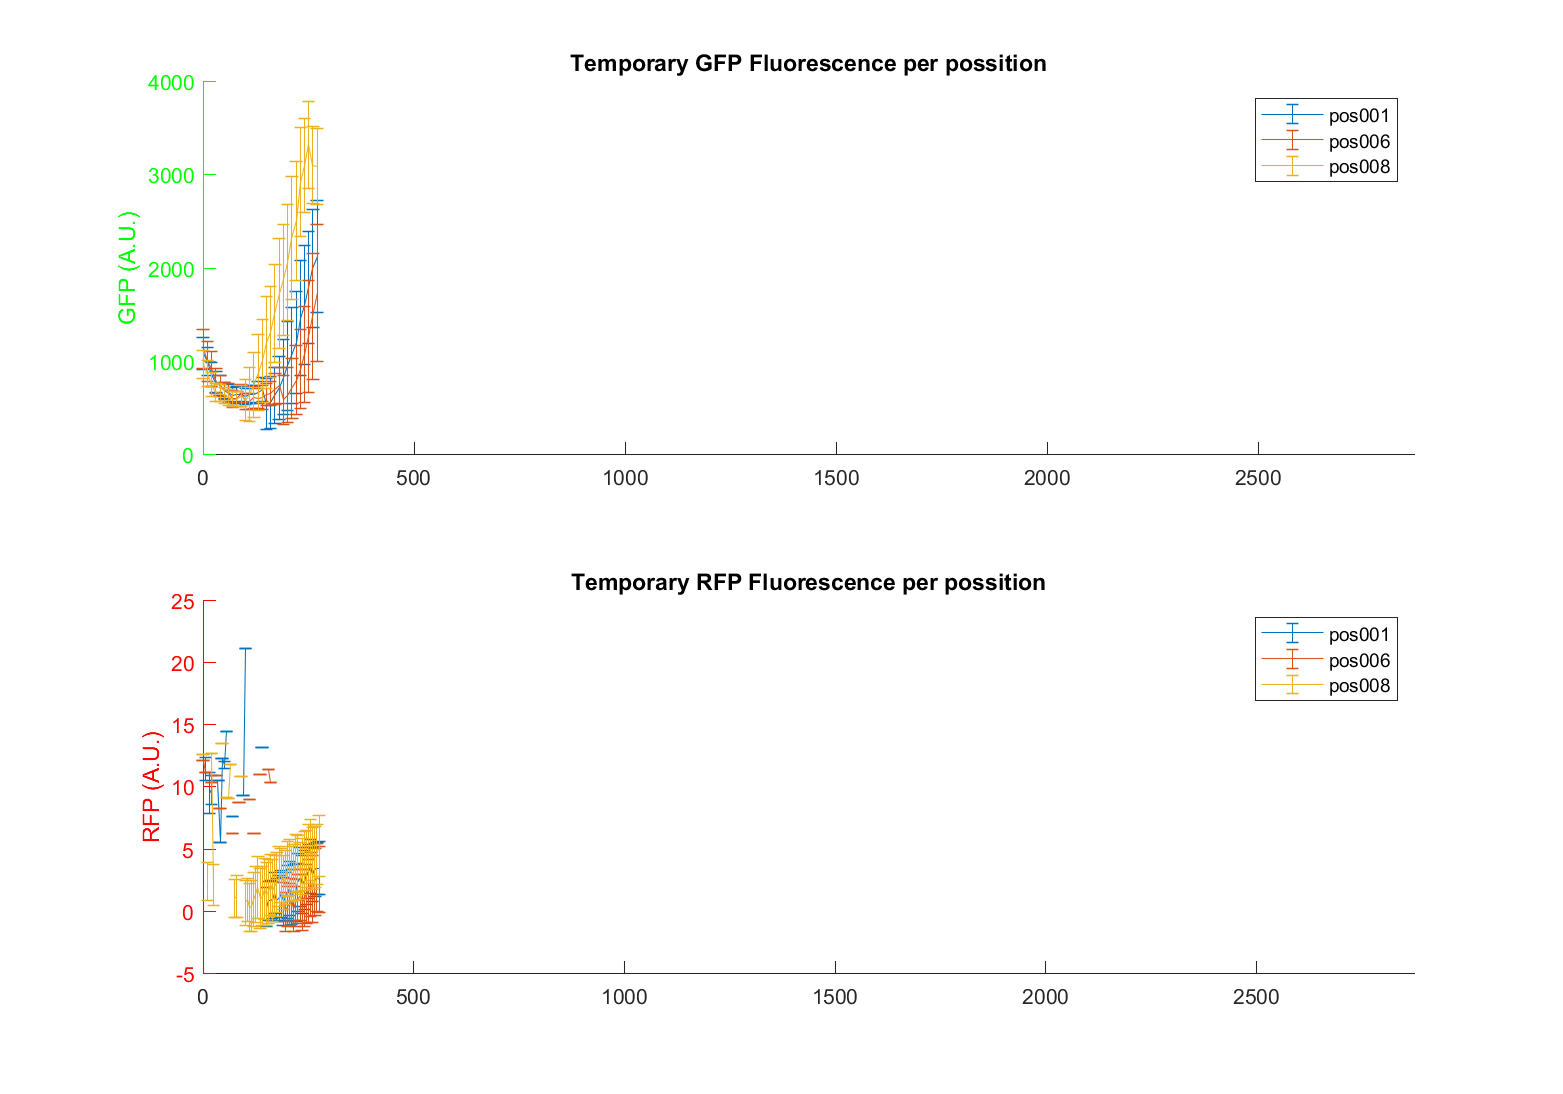 Temporary GFP Fluorescence per possition
4000
3000
2000
1000
0
GFP (A.U.)
pos001
pos006
pos008
0 500 1000 1500 2000 2500
Temporary RFP Fluorescence per possition
25
20
15
10
5
0
-5
RFP (A.U.)
pos001
pos006
pos008
0 500 1000 1500 2000 2500